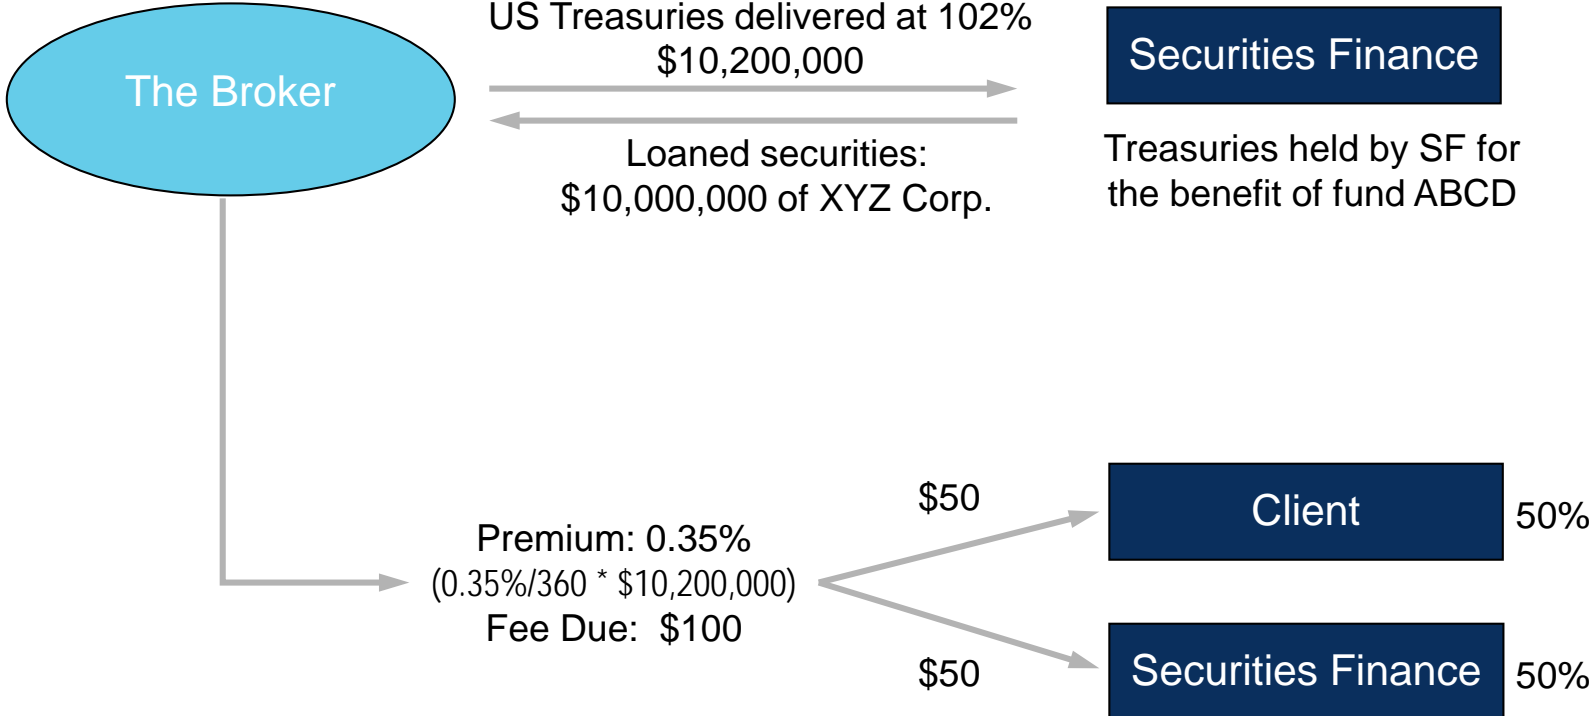 The Broker
US Treasuries delivered at 102%
$10,200,000
Loaned securities:
$10,000,000 of XYZ Corp.
Securities Finance
Treasuries held by SF for
the benefit of fund ABCD
Premium: 0.35%
(0.35%/360 * $10,200,000)
Fee Due: $100
$50
Client
50%
$50
Securities Finance
50%